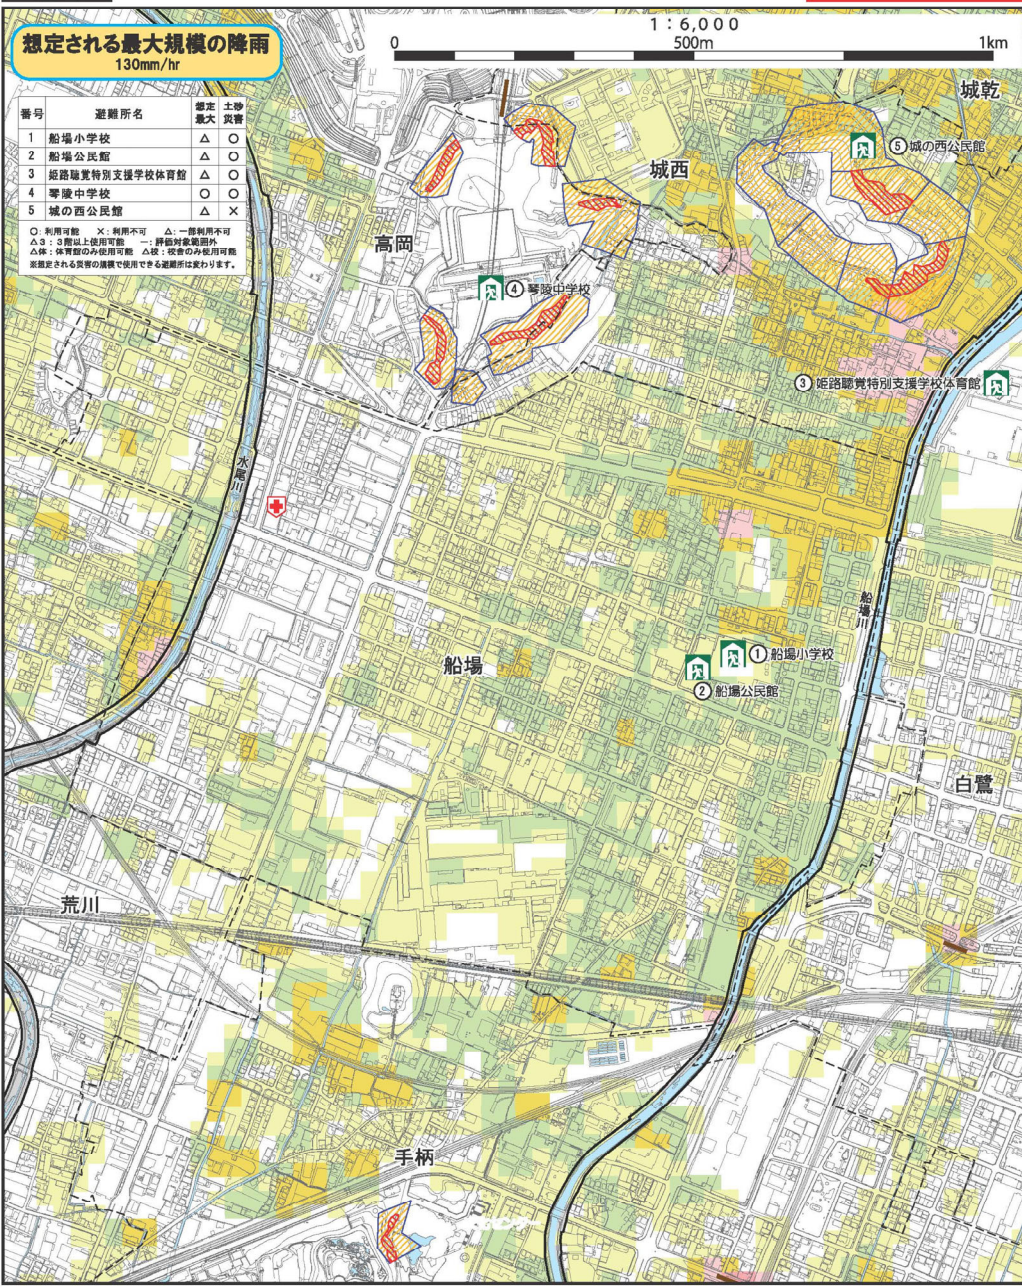 想定される最大規模の降雨
130mm/hr
1:6,000
0 500m 1km
番号 避難所名 想定最大 土砂災害
1 船場小学校 △ ○
2 船場公民館 △ ○
3 姫路聴覚特別支援学校体育館 △ ○
4 琴陵中学校 ○ ○
5 城の西公民館 △ ×
○:利用可能 ×:利用不可 △:一部利用不可
△3:3階以上使用可能 ―:評価対象範囲外
△体:体育館のみ使用可能 △校:校舎のみ使用可能
※想定される災害の規模で使用できる避難所は変わります。
城乾
⑤ 城の西公民館
城西
高岡
④ 琴陵中学校
③ 姫路聴覚特別支援学校体育館
水尾川
船場川
① 船場小学校
船場
② 船場公民館
白鷺
荒川
手柄
センター